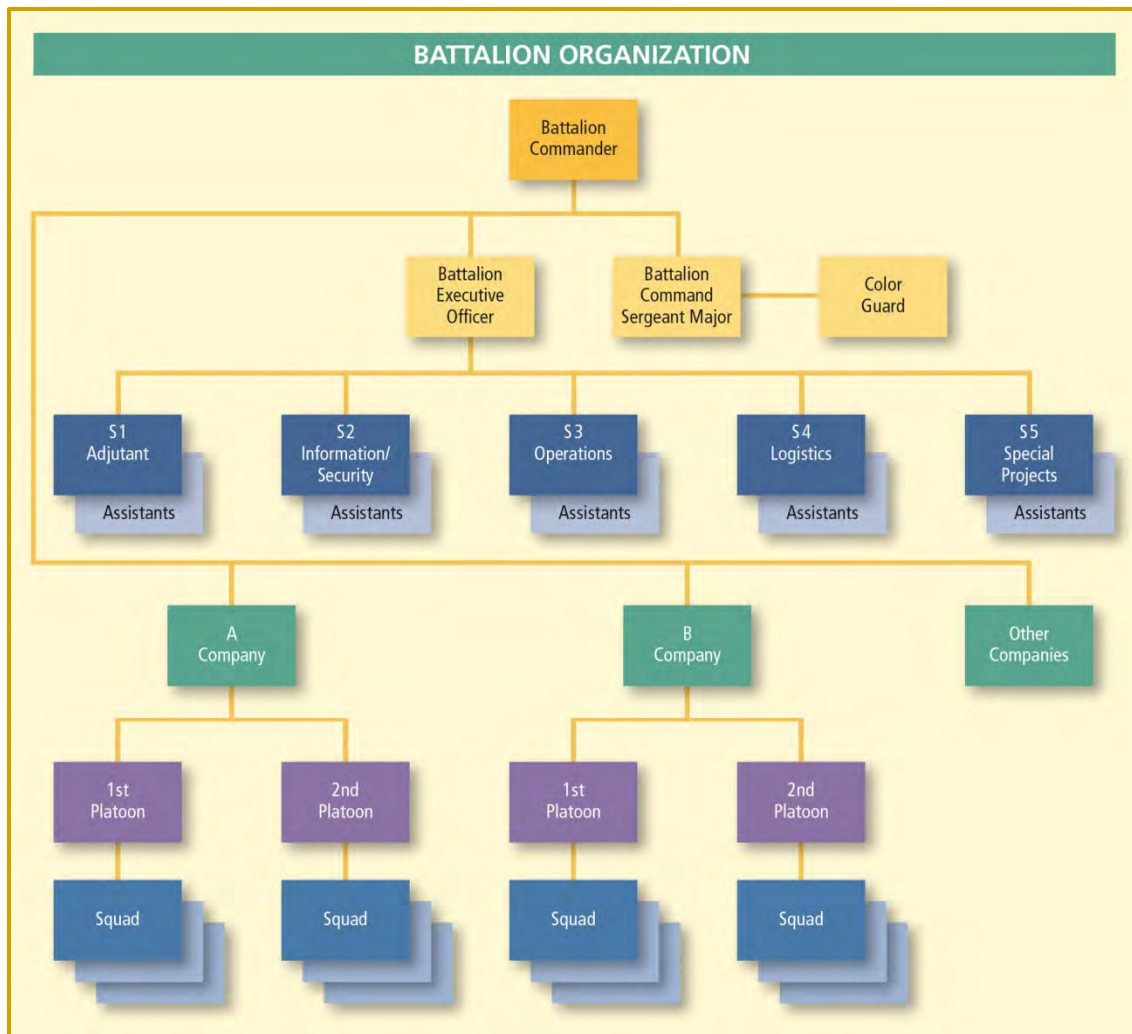 BATTALION ORGANIZATION
Battalion
Commander
Battalion
Executive
Officer
Battalion
Command
Sergeant Major
Color
Guard
S1
Adjutant
Assistants
S2
Information/
Security
Assistants
S3
Operations
Assistants
S4
Logistics
Assistants
S5
Special
Projects
Assistants
A
Company
B
Company
Other
Companies
1st
Platoon
2nd
Platoon
1st
Platoon
2nd
Platoon
Squad
Squad
Squad
Squad